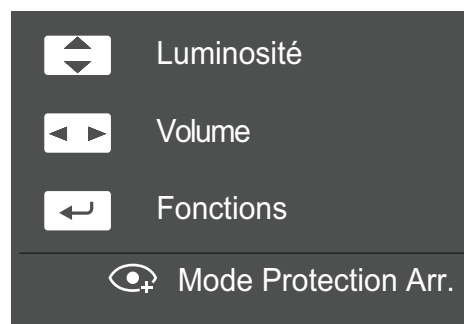 Luminosité
Volume
Fonctions
Mode Protection Arr.